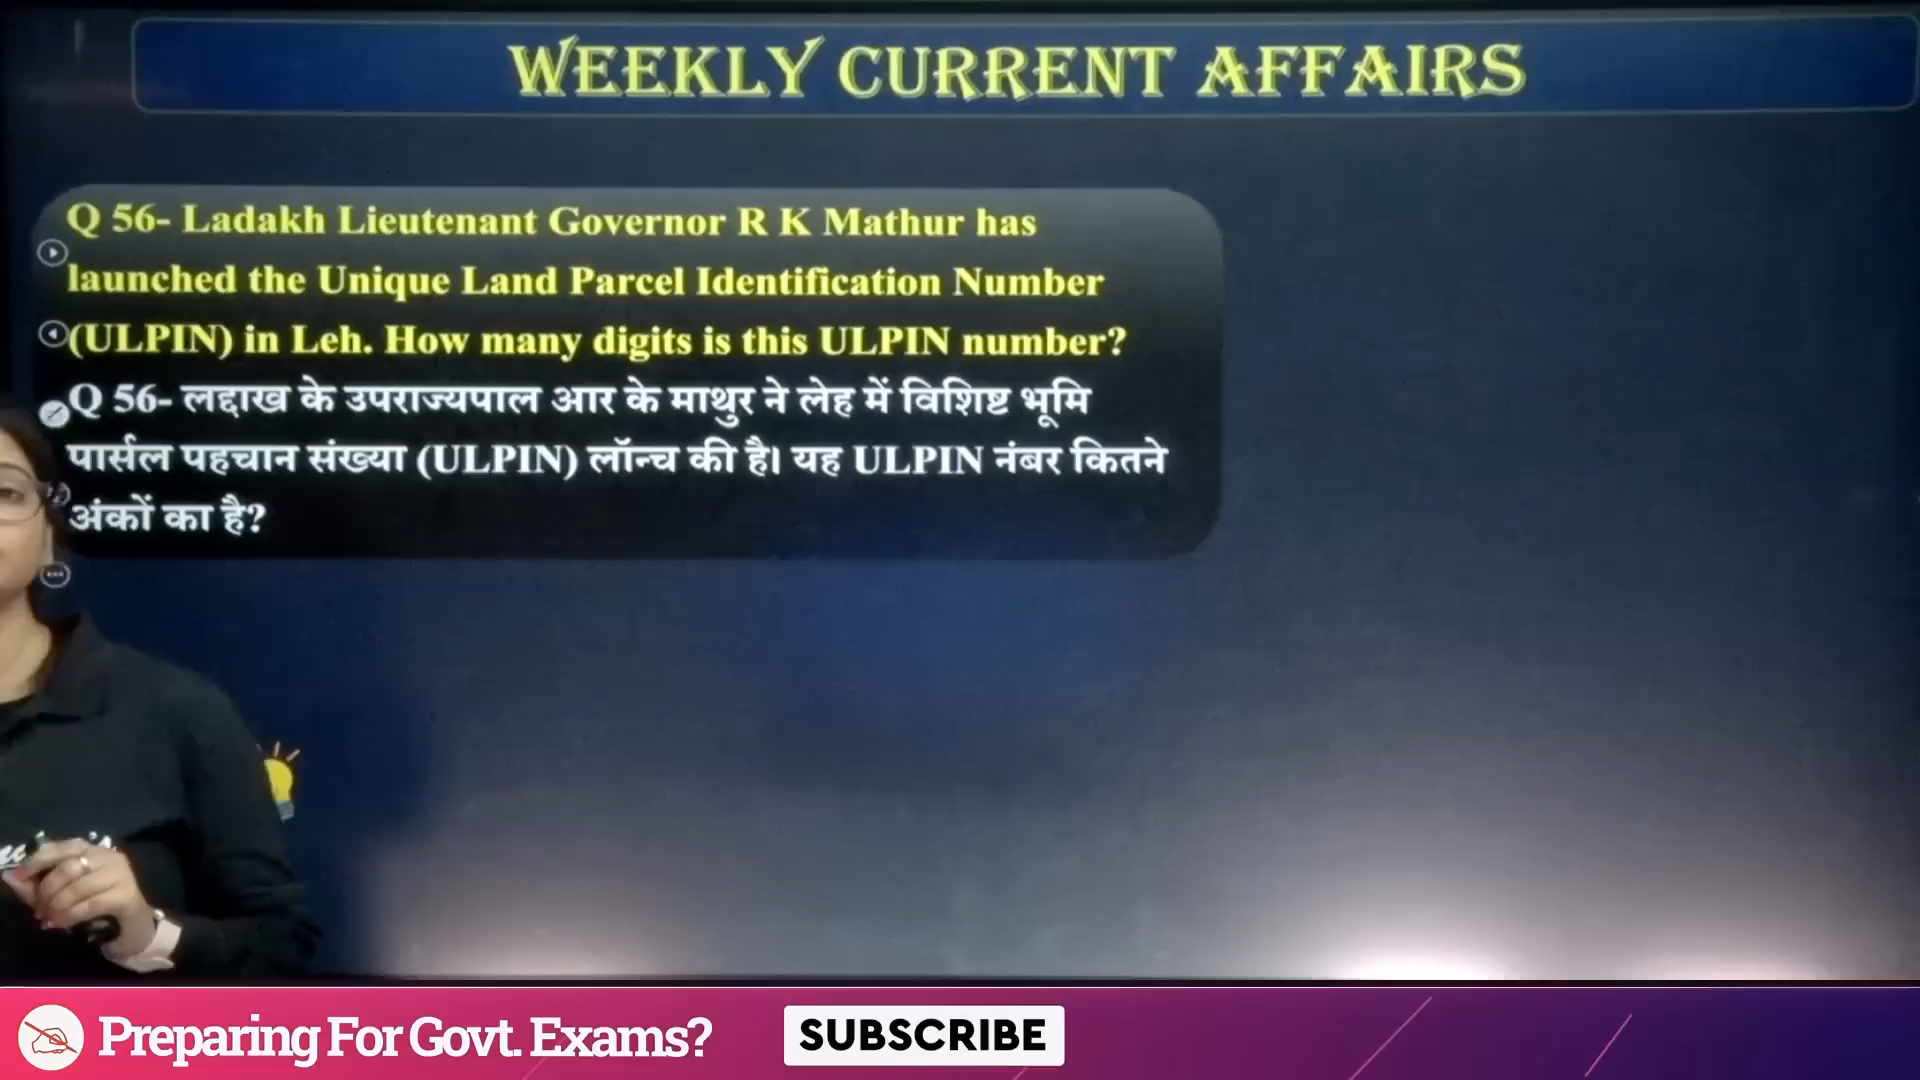 WEEKLY CURRENT AFFAIRS
Q 56- Ladakh Lieutenant Governor R K Mathur has
launched the Unique Land Parcel Identification Number
(ULPIN) in Leh. How many digits is this ULPIN number?
Q 56- लद्दाख के उपराज्यपाल आर के माथुर ने लेह में विशिष्ट भूमि
पार्सल पहचान संख्या (ULPIN) लॉन्च की है। यह ULPIN नंबर कितने
अंकों का है?
Preparing For Govt. Exams?
SUBSCRIBE